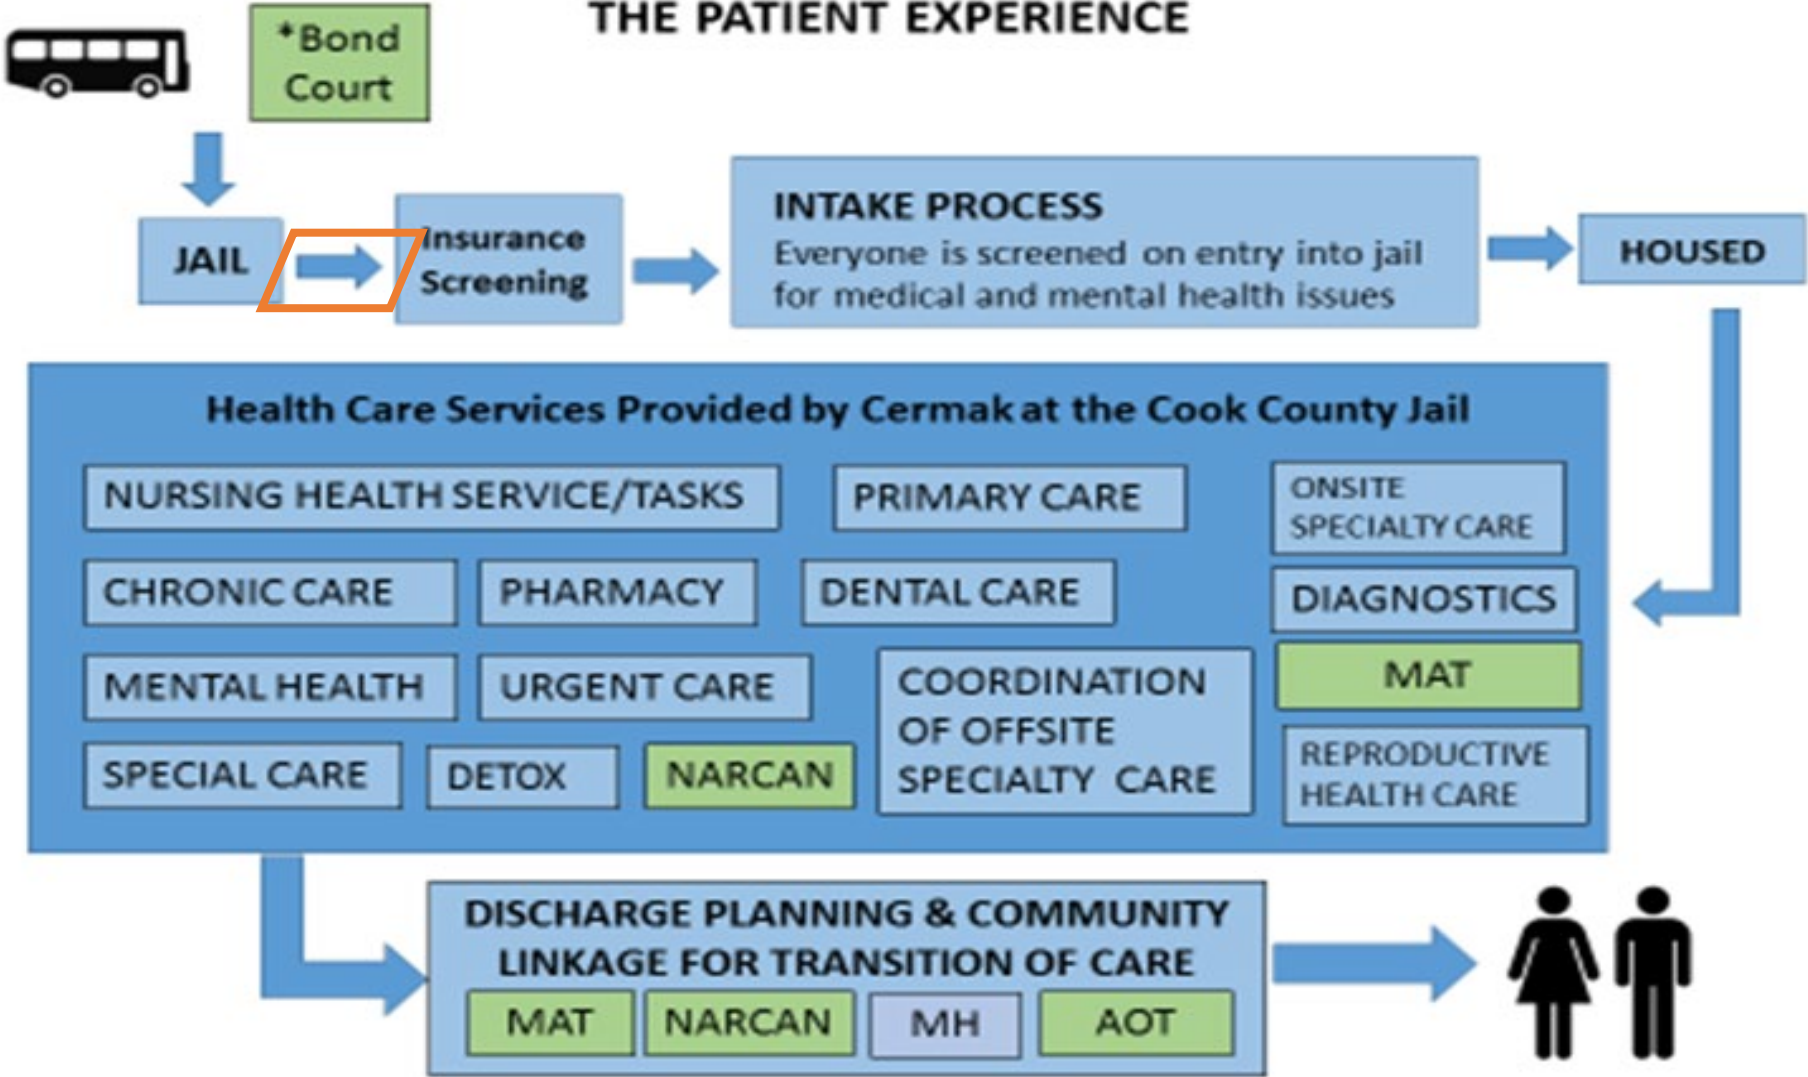 THE PATIENT EXPERIENCE
*Bond
Court
JAIL
Insurance
Screening
INTAKE PROCESS
Everyone is screened on entry into jail
for medical and mental health issues
HOUSED
Health Care Services Provided by Cermak at the Cook County Jail
NURSING HEALTH SERVICE/TASKS
PRIMARY CARE
ONSITE
SPECIALTY CARE
CHRONIC CARE
PHARMACY
DENTAL CARE
DIAGNOSTICS
MENTAL HEALTH
URGENT CARE
COORDINATION
OF OFFSITE
SPECIALTY CARE
MAT
SPECIAL CARE
DETOX
NARCAN
REPRODUCTIVE
HEALTH CARE
DISCHARGE PLANNING & COMMUNITY
LINKAGE FOR TRANSITION OF CARE
MAT
NARCAN
MH
AOT